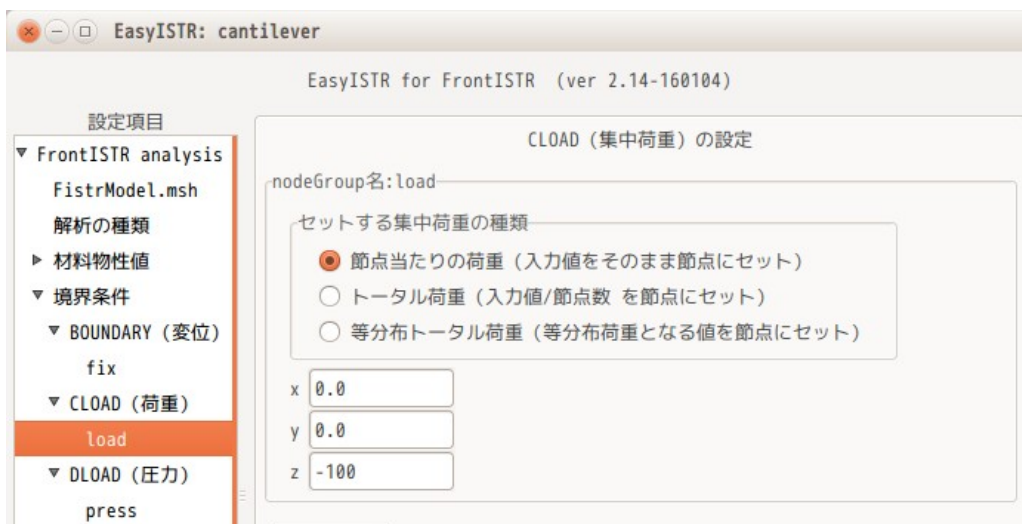 EasyISTR: cantilever
EasyISTR for FrontISTR (ver 2.14-160104)
設定項目
FrontISTR analysis
FistrModel.msh
解析の種類
材料物性値
境界条件
BOUNDARY (変位)
fix
CLOAD (荷重)
load
DLOAD (圧力)
press
CLOAD (集中荷重) の設定
nodeGroup名:load
セットする集中荷重の種類
節点当たりの荷重 (入力値をそのまま節点にセット)
トータル荷重 (入力値/節点数 を節点にセット)
等分布トータル荷重 (等分布荷重となる値を節点にセット)
x 0.0
y 0.0
z -100